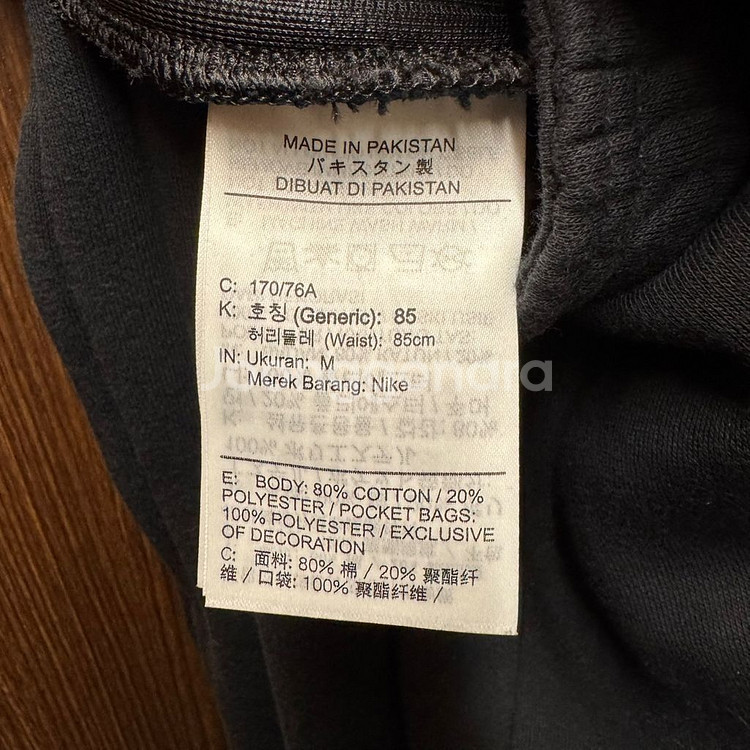 MADE IN PAKISTAN
パキスタン製
DIBUAT DI PAKISTAN
C: 170/76A
K: 호칭 (Generic): 85
허리둘레 (Waist): 85cm
IN: Ukuran: M
Merek Barang: Nike
E: BODY: 80% COTTON / 20%
POLYESTER / POCKET BAGS:
100% POLYESTER / EXCLUSIVE
OF DECORATION
C: 面料: 80% 棉 / 20% 聚酯纤
维 / 口袋: 100% 聚酯纤维 /